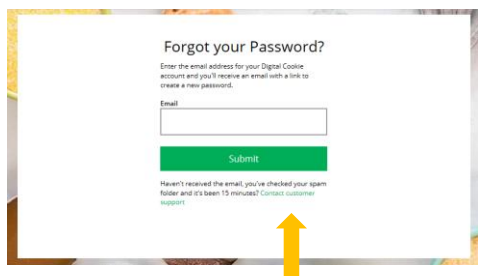 Forgot your Password?
Enter the email address for your Digital Cookie
account and you'll receive an email with a link to
create a new password.
Email
Submit
Haven't received the email, you've checked your spam
folder and it's been 15 minutes? Contact customer
support